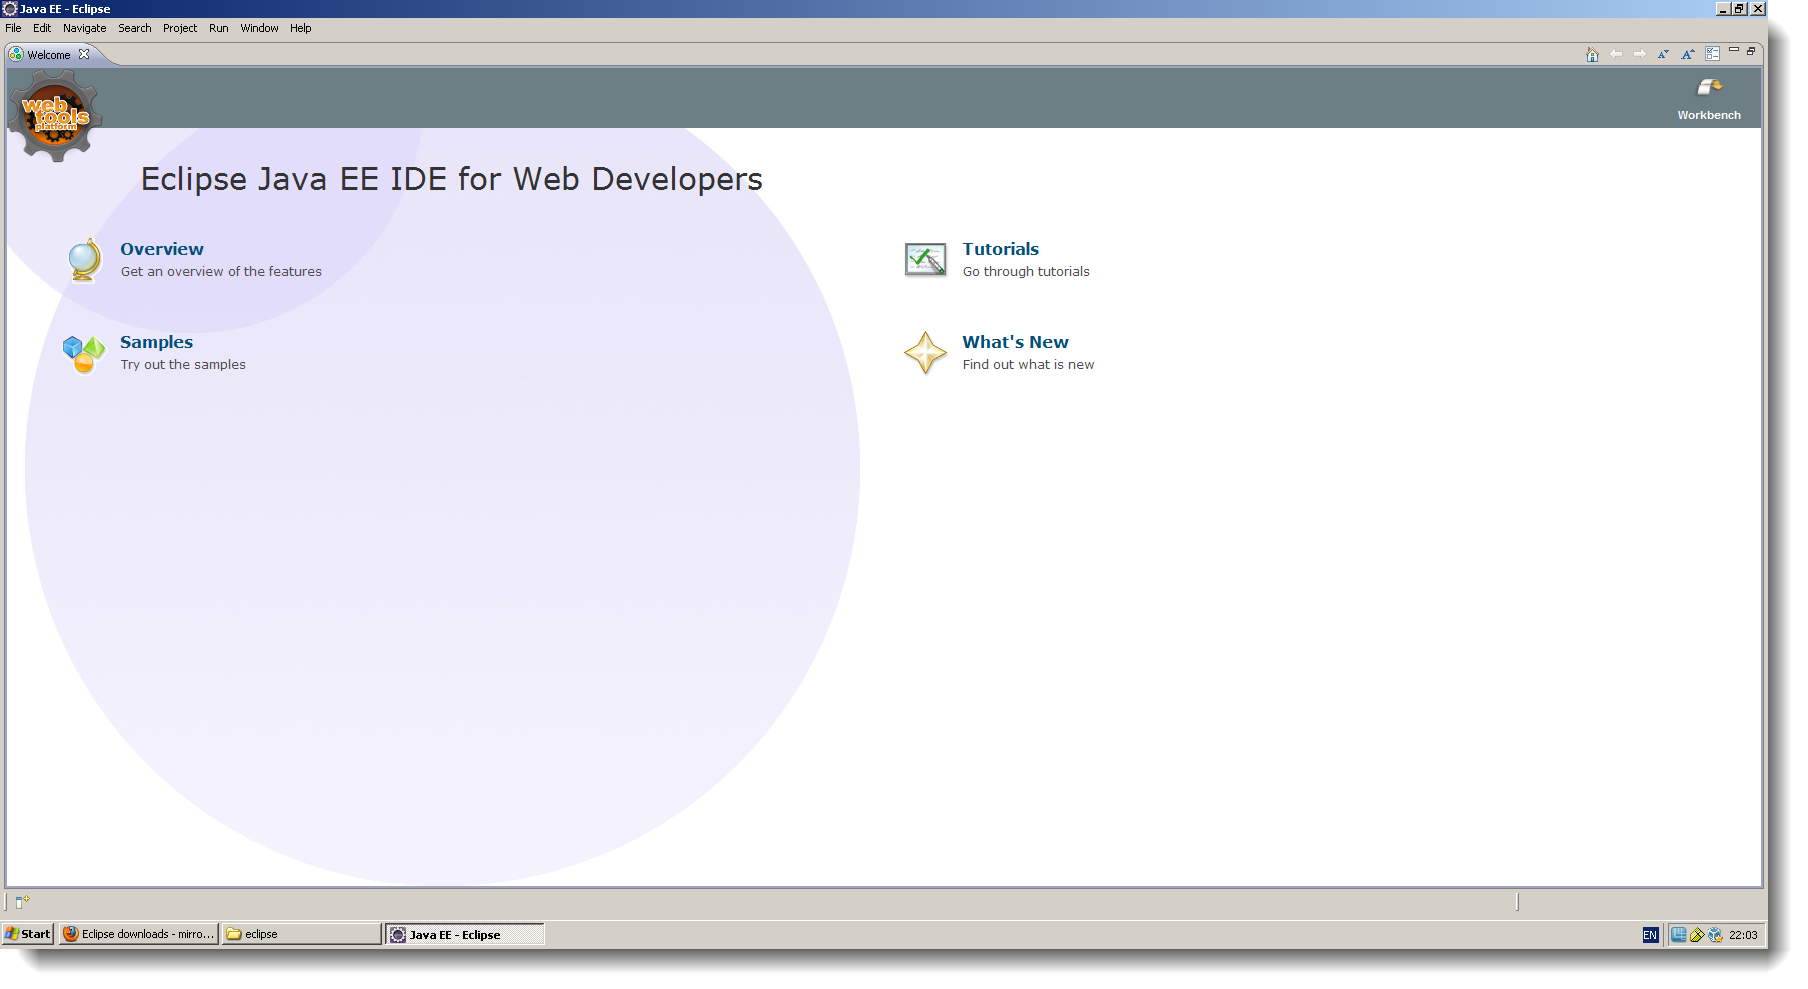 Java EE - Eclipse
File Edit Navigate Search Project Run Window Help
Welcome
web
tools
platform
Workbench
Eclipse Java EE IDE for Web Developers
Overview
Get an overview of the features
Tutorials
Go through tutorials
Samples
Try out the samples
What's New
Find out what is new
Start Eclipse downloads - mirro... eclipse Java EE - Eclipse EN 22:03